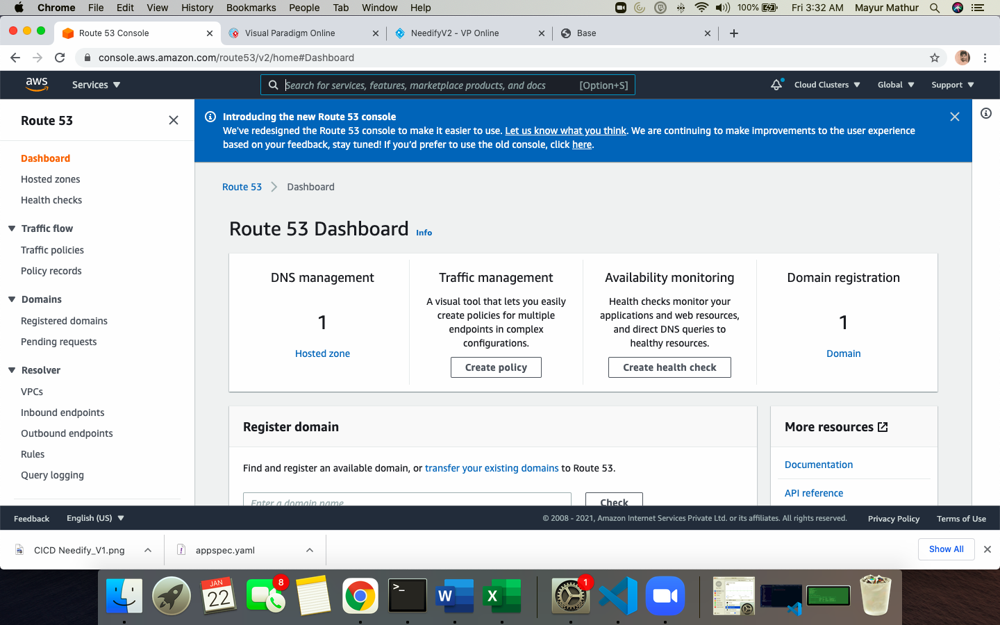 Chrome File Edit View History Bookmarks People Tab Window Help 100% Fri 3:32 AM Mayur Mathur
Route 53 Console Visual Paradigm Online NeedifyV2 - VP Online Base
console.aws.amazon.com/route53/v2/home#Dashboard
aws Services Search for services, features, marketplace products, and docs [Option+S] Cloud Clusters Global Support
Route 53
Dashboard
Hosted zones
Health checks
Traffic flow
Traffic policies
Policy records
Domains
Registered domains
Pending requests
Resolver
VPCs
Inbound endpoints
Outbound endpoints
Rules
Query logging
Introducing the new Route 53 console
We've redesigned the Route 53 console to make it easier to use. Let us know what you think. We are continuing to make improvements to the user experience
based on your feedback, stay tuned! If you'd prefer to use the old console, click here.
Route 53 Dashboard
Route 53 Dashboard Info
DNS management
1
Hosted zone
Traffic management
A visual tool that lets you easily
create policies for multiple
endpoints in complex
configurations.
Create policy
Availability monitoring
Health checks monitor your
applications and web resources,
and direct DNS queries to
healthy resources.
Create health check
Domain registration
1
Domain
Register domain
Find and register an available domain, or transfer your existing domains to Route 53.
Enter a domain name Check
More resources
Documentation
API reference
Feedback English (US) © 2008 - 2021, Amazon Internet Services Private Ltd. or its affiliates. All rights reserved. Privacy Policy Terms of Use
CICD Needify_V1.png appspec.yaml Show All
JAN
22
8
>_
W
X
1